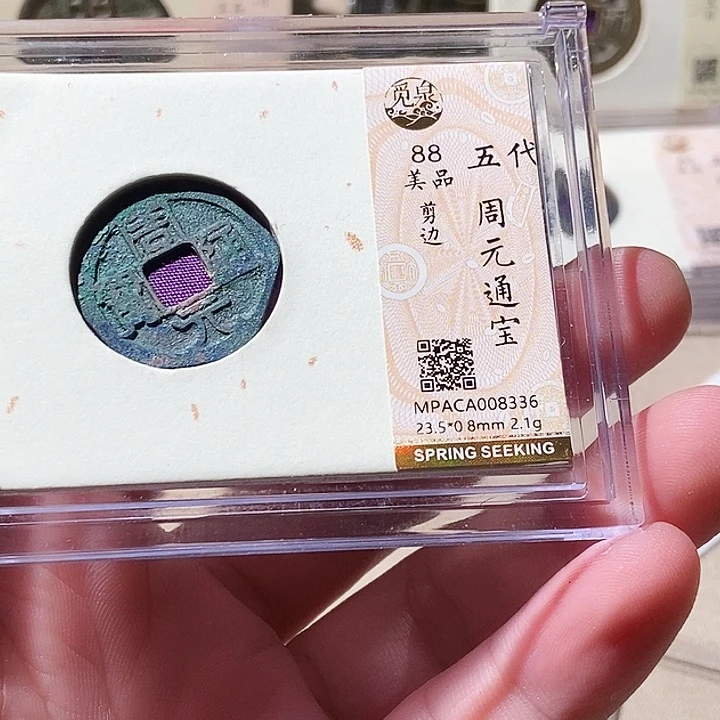 觅泉
88
美品
剪边
五代
周元通宝
MPACA008336
23.5*0.8mm 2.1g
SPRING SEEKING